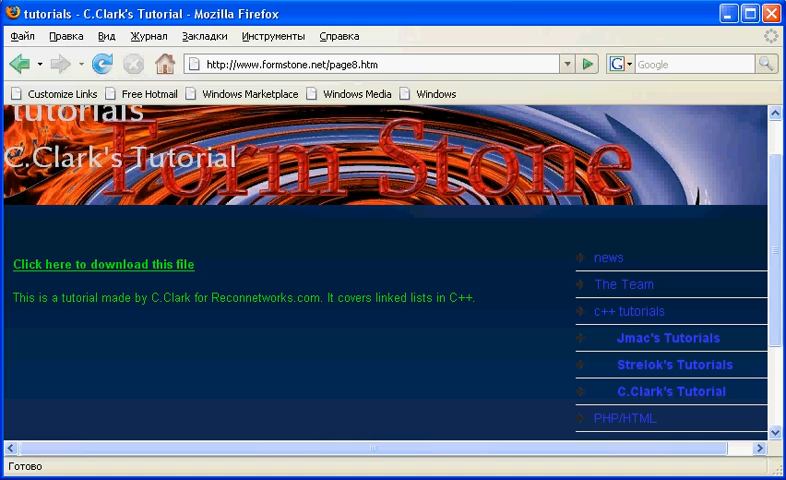 tutorials - C.Clark's Tutorial - Mozilla Firefox
Файл Правка Вид Журнал Закладки Инструменты Справка
http://www.formstone.net/page8.htm
G Google
Customize Links Free Hotmail Windows Marketplace Windows Media Windows
tutorials
C.Clark's Tutorial
Form Stone
Click here to download this file
This is a tutorial made by C.Clark for Reconnetworks.com. It covers linked lists in C++.
news
The Team
c++ tutorials
Jmac's Tutorials
Strelok's Tutorials
C.Clark's Tutorial
PHP/HTML
Готово